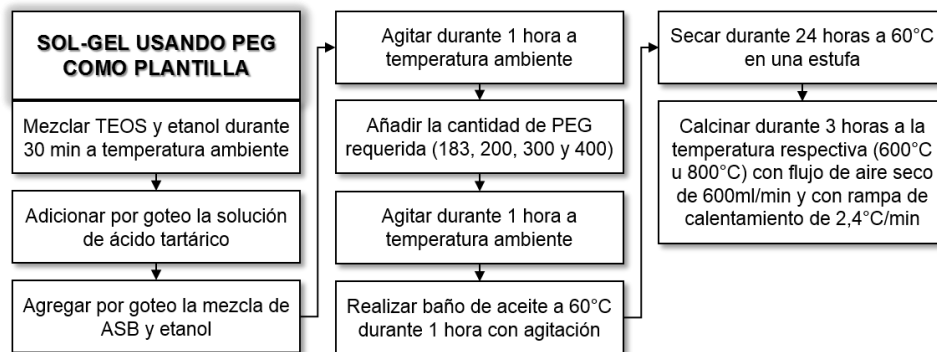 SOL-GEL USANDO PEG
COMO PLANTILLA
Mezclar TEOS y etanol durante
30 min a temperatura ambiente
Adicionar por goteo la solución
de ácido tartárico
Agregar por goteo la mezcla de
ASB y etanol
Agitar durante 1 hora a
temperatura ambiente
Añadir la cantidad de PEG
requerida (183, 200, 300 y 400)
Agitar durante 1 hora a
temperatura ambiente
Realizar baño de aceite a 60°C
durante 1 hora con agitación
Secar durante 24 horas a 60°C
en una estufa
Calcinar durante 3 horas a la
temperatura respectiva (600°C
u 800°C) con flujo de aire seco
de 600ml/min y con rampa de
calentamiento de 2,4°C/min